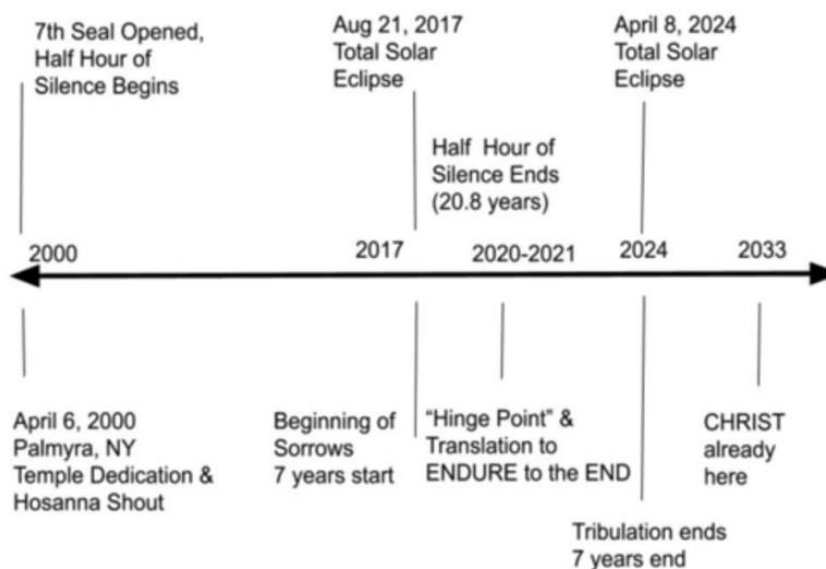 7th Seal Opened,
Half Hour of
Silence Begins
Aug 21, 2017
Total Solar
Eclipse
April 8, 2024
Total Solar
Eclipse
Half Hour of
Silence Ends
(20.8 years)
2000
2017
2020-2021
2024
2033
April 6, 2000
Palmyra, NY
Temple Dedication &
Hosanna Shout
Beginning of
Sorrows
7 years start
“Hinge Point” &
Translation to
ENDURE to the END
CHRIST
already
here
Tribulation ends
7 years end